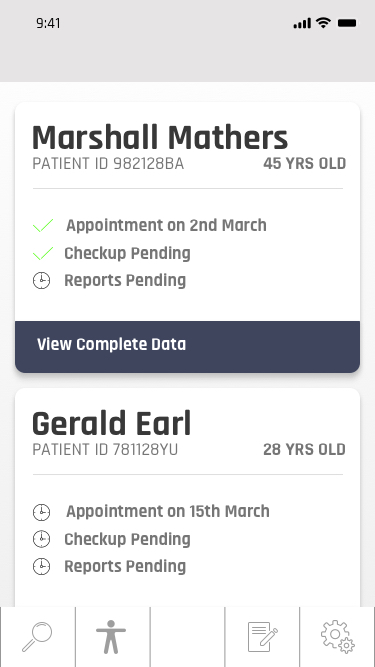 9:41
Marshall Mathers
PATIENT ID 982128BA 45 YRS OLD
Appointment on 2nd March
Checkup Pending
Reports Pending
View Complete Data
Gerald Earl
PATIENT ID 781128YU 28 YRS OLD
Appointment on 15th March
Checkup Pending
Reports Pending